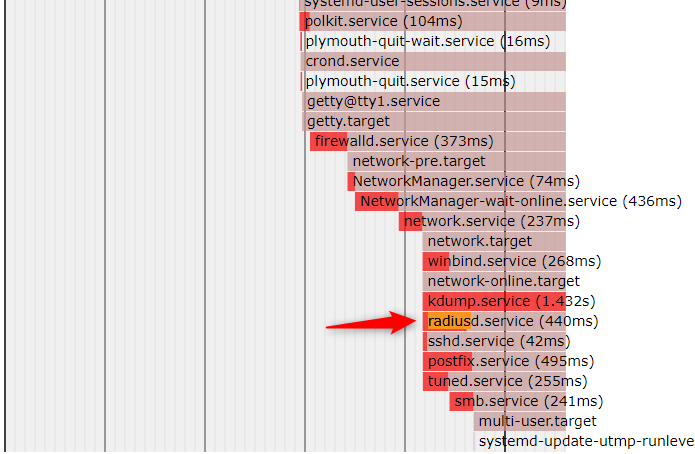 systemd-user-sessions.service (9ms)
polkit.service (104ms)
plymouth-quit-wait.service (16ms)
crond.service
plymouth-quit.service (15ms)
getty@tty1.service
getty.target
firewalld.service (373ms)
network-pre.target
NetworkManager.service (74ms)
NetworkManager-wait-online.service (436ms)
network.service (237ms)
network.target
winbind.service (268ms)
network-online.target
kdump.service (1.432s)
radiusd.service (440ms)
sshd.service (42ms)
postfix.service (495ms)
tuned.service (255ms)
smb.service (241ms)
multi-user.target
systemd-update-utmp-runleve